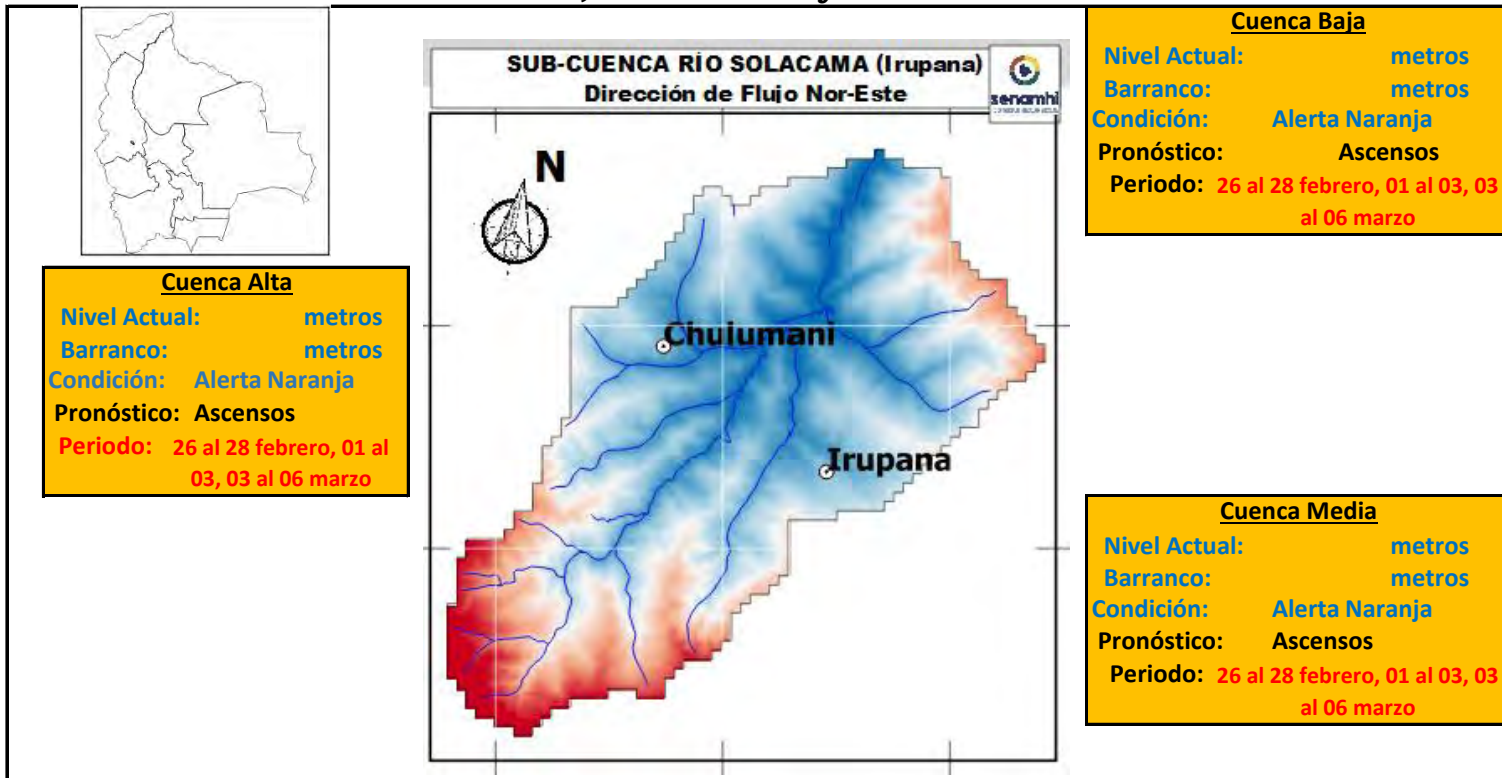 SUB-CUENCA RÍO SOLACAMA (Irupana)
Dirección de Flujo Nor-Este
senamhi
N
Chulumani
Irupana
Cuenca Alta
Nivel Actual: metros
Barranco: metros
Condición: Alerta Naranja
Pronóstico: Ascensos
Periodo: 26 al 28 febrero, 01 al
03, 03 al 06 marzo
Cuenca Baja
Nivel Actual: metros
Barranco: metros
Condición: Alerta Naranja
Pronóstico: Ascensos
Periodo: 26 al 28 febrero, 01 al 03, 03
al 06 marzo
Cuenca Media
Nivel Actual: metros
Barranco: metros
Condición: Alerta Naranja
Pronóstico: Ascensos
Periodo: 26 al 28 febrero, 01 al 03, 03
al 06 marzo